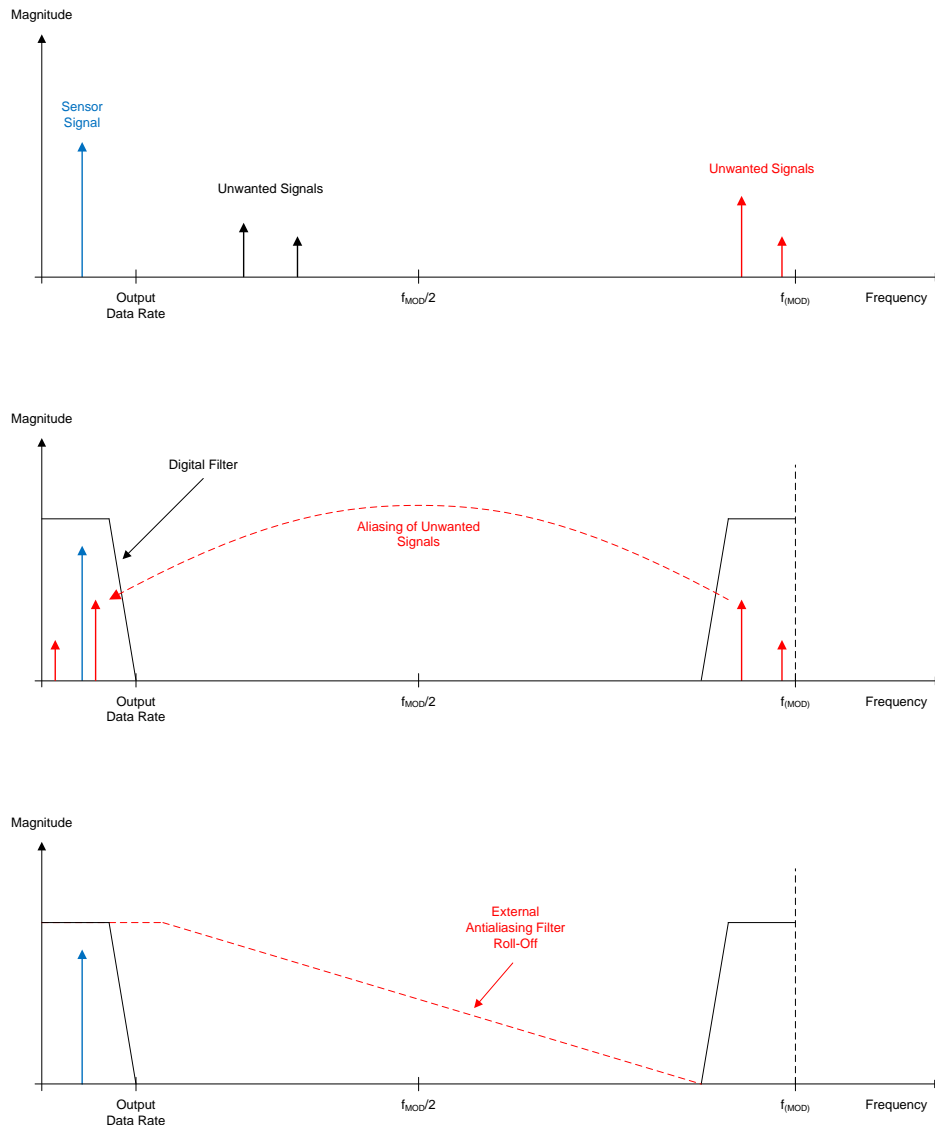 Magnitude
Sensor
Signal
Unwanted Signals
Unwanted Signals
Output
Data Rate
fMOD/2
f(MOD)
Frequency
Magnitude
Digital Filter
Aliasing of Unwanted
Signals
Output
Data Rate
fMOD/2
f(MOD)
Frequency
Magnitude
External
Antialiasing Filter
Roll-Off
Output
Data Rate
fMOD/2
f(MOD)
Frequency